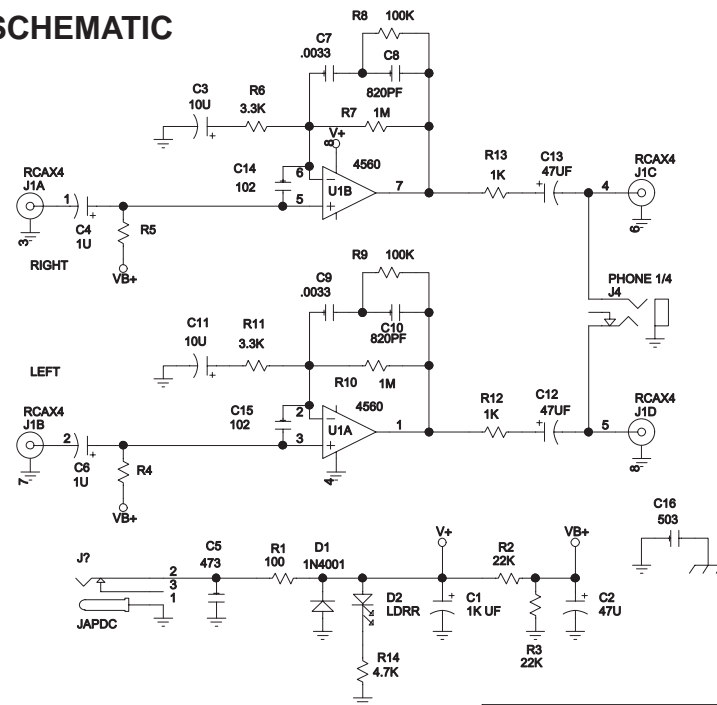 SCHEMATIC
R8 100K
C7 .0033
C8 820PF
C3 10U
R6 3.3K
R7 1M
V+
8
C14 102
6
4560
U1B
5
7
R13 1K
C13 47UF
RCAX4 J1A
1
3
C4 1U
R5
VB+
RIGHT
4
RCAX4 J1C
6
R9 100K
C9 .0033
C10 820PF
PHONE 1/4 J4
C11 10U
R11 3.3K
R10 1M
LEFT
C15 102
2
4560
U1A
3
1
4
R12 1K
C12 47UF
RCAX4 J1B
2
7
C6 1U
R4
VB+
5
RCAX4 J1D
8
C16 503
J?
2
3
1
JAPDC
C5 473
R1 100
D1 1N4001
D2 LDRR
R14 4.7K
V+
C1 1K UF
R2 22K
VB+
R3 22K
C2 47U